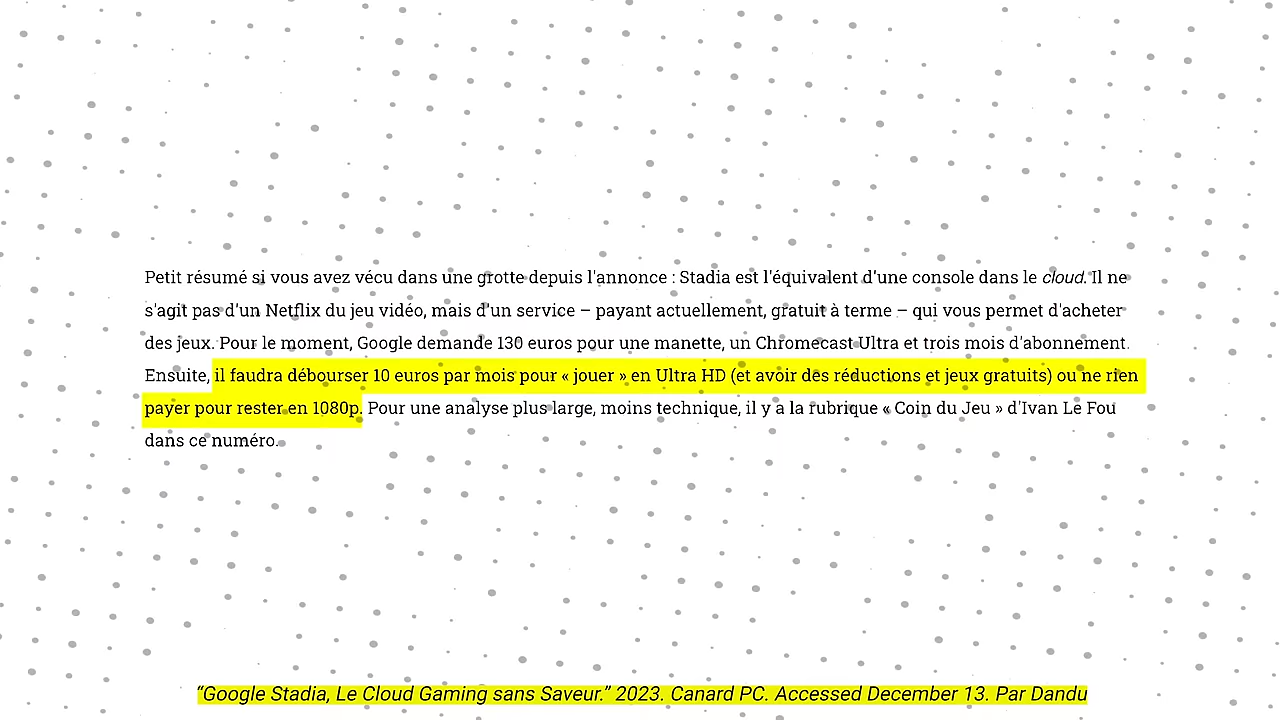 Petit résumé si vous avez vécu dans une grotte depuis l'annonce : Stadia est l'équivalent d'une console dans le cloud. Il ne
s'agit pas d'un Netflix du jeu vidéo, mais d'un service – payant actuellement, gratuit à terme – qui vous permet d'acheter
des jeux. Pour le moment, Google demande 130 euros pour une manette, un Chromecast Ultra et trois mois d'abonnement.
Ensuite, il faudra débourser 10 euros par mois pour « jouer » en Ultra HD (et avoir des réductions et jeux gratuits) ou ne rien
payer pour rester en 1080p. Pour une analyse plus large, moins technique, il y a la rubrique « Coin du Jeu » d'Ivan Le Fou
dans ce numéro.
“Google Stadia, Le Cloud Gaming sans Saveur.” 2023. Canard PC. Accessed December 13. Par Dandu